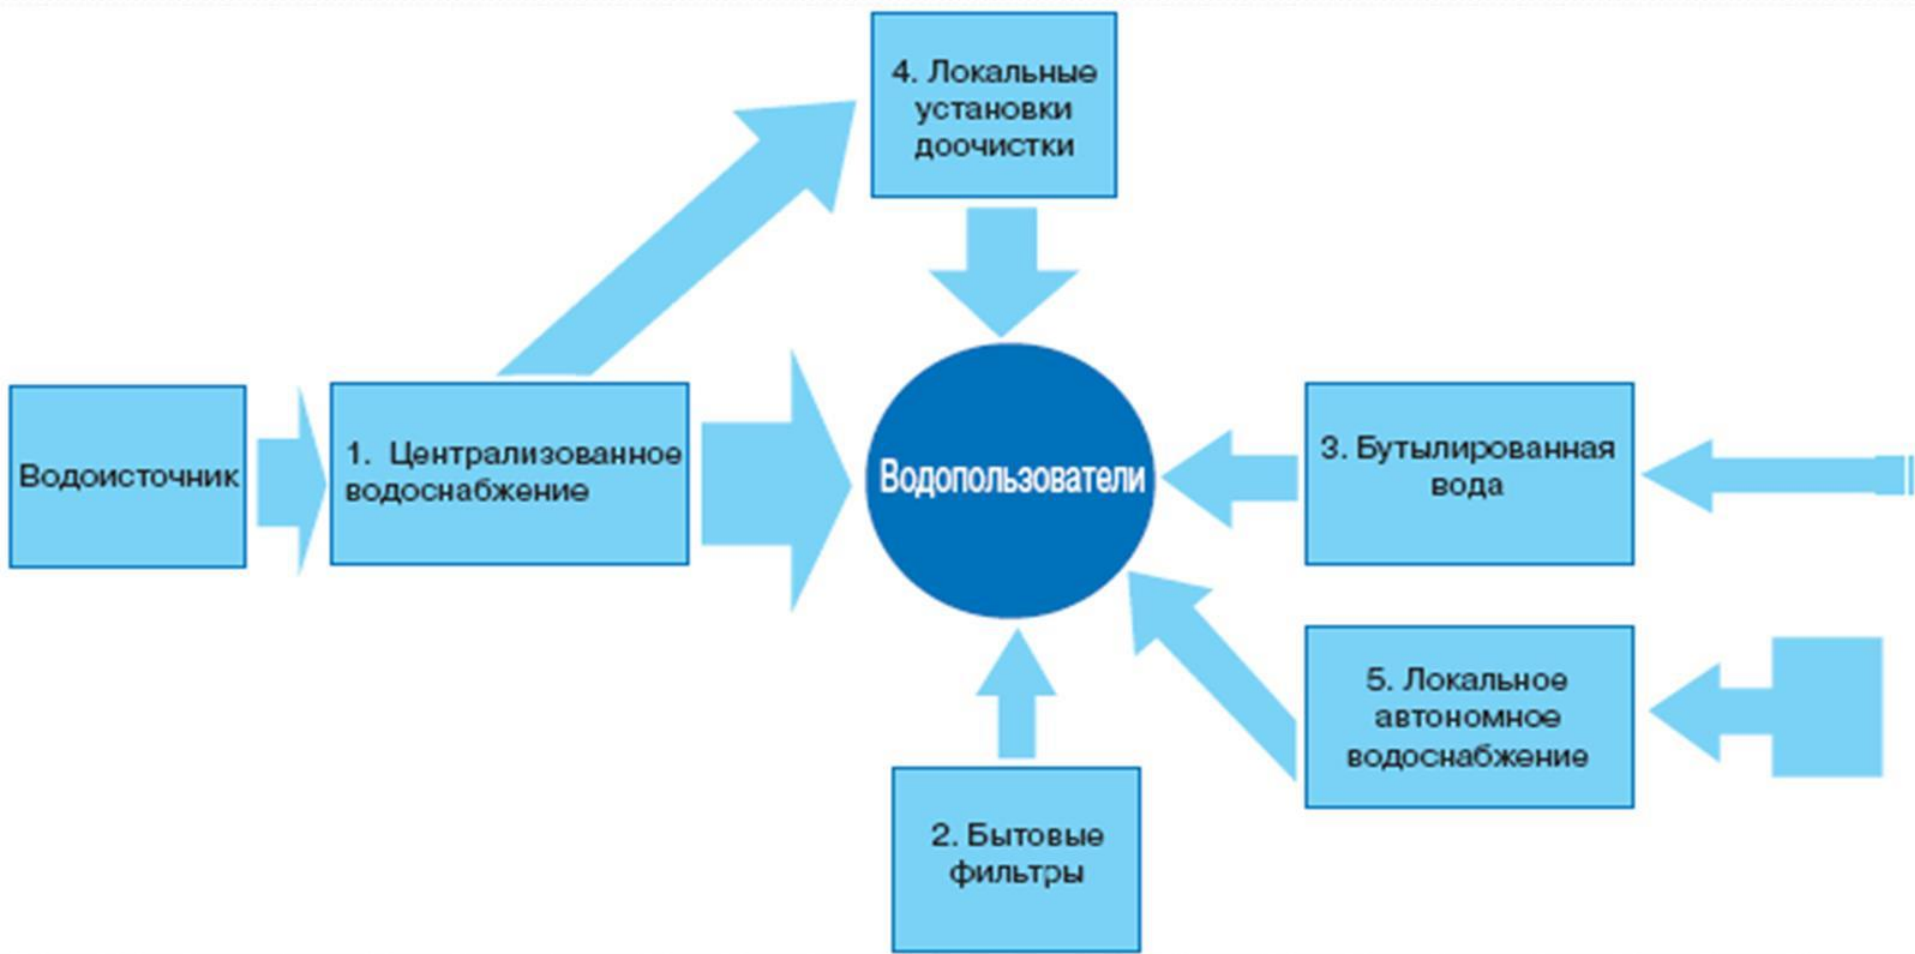 4. Локальные
установки
доочистки
Водоисточник
1. Централизованное
водоснабжение
Водопользователи
3. Бутылированная
вода
5. Локальное
автономное
водоснабжение
2. Бытовые
фильтры